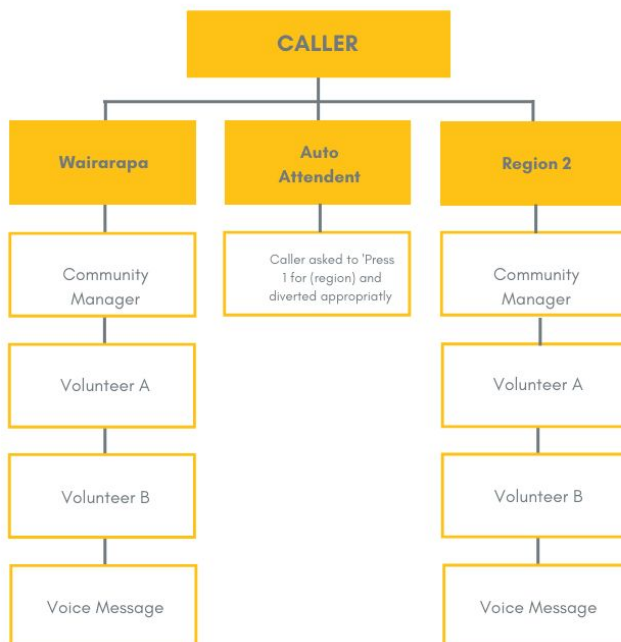 CALLER
Wairarapa
Auto
Attendent
Region 2
Community
Manager
Caller asked to 'Press
1 for (region) and
diverted appropriatly
Community
Manager
Volunteer A
Volunteer A
Volunteer B
Volunteer B
Voice Message
Voice Message